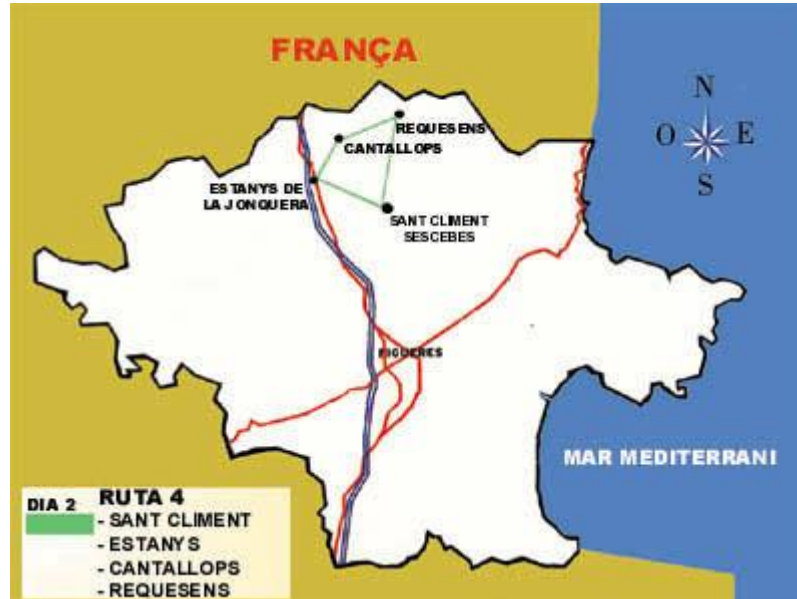 FRANÇA
N
O E
S
REQUESENS
CANTALLOPS
ESTANYS DE
LA JONQUERA
SANT CLIMENT
SESCEBES
FIGUERES
MAR MEDITERRANI
DIA 2 RUTA 4
- SANT CLIMENT
- ESTANYS
- CANTALLOPS
- REQUESENS